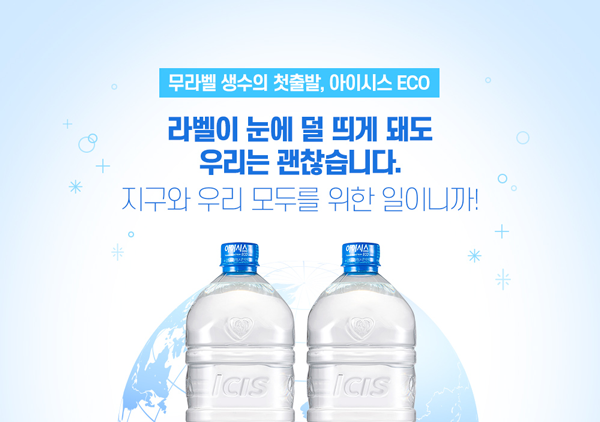 무라벨 생수의 첫출발, 아이시스 ECO
라벨이 눈에 덜 띄게 돼도
우리는 괜찮습니다.
지구와 우리 모두를 위한 일이니까!
아이시스 아이시스
ICIS ICIS